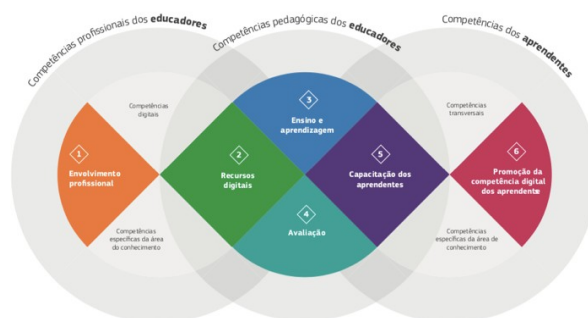 Competências profissionais dos educadores
Competências pedagógicas dos educadores
Competências dos aprendentes
Competências
digitais
3
Ensino e
aprendizagem
Competências
transversais
1
Envolvimento
profissional
2
Recursos
digitais
5
Capacitação dos
aprendentes
6
Promoção da
competência digital
dos aprendente
4
Avaliação
Competências
específicas da área
do conhecimento
Competências
específicas da área de
conhecimento